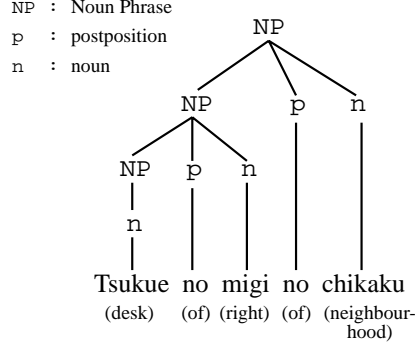 NP : Noun Phrase
p : postposition
n : noun
NP
NP p n
NP p n
n
Tsukue no migi no chikaku
(desk) (of) (right) (of) (neighbour-
hood)